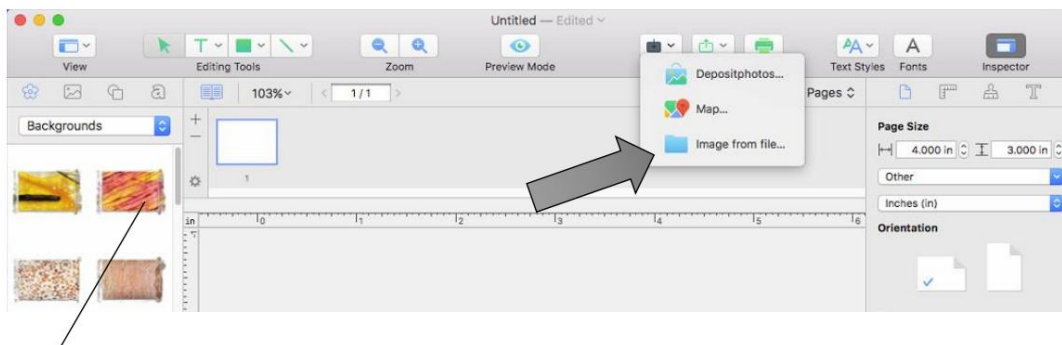 Untitled — Edited
View
Editing Tools
Zoom
Preview Mode
Text Styles
Fonts
Inspector
Depositphotos...
Map...
Image from file...
103%
1/1
Pages
Backgrounds
1
in
0 1 2 3 4 5 6
Page Size
4.000 in
3.000 in
Other
Inches (in)
Orientation